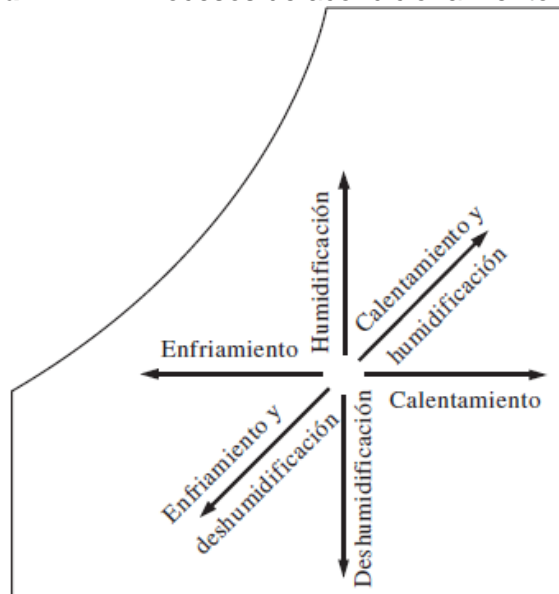 Humidificación
Calentamiento y
humidificación
Enfriamiento
Calentamiento
Enfriamiento y
deshumidificación
Deshumidificación